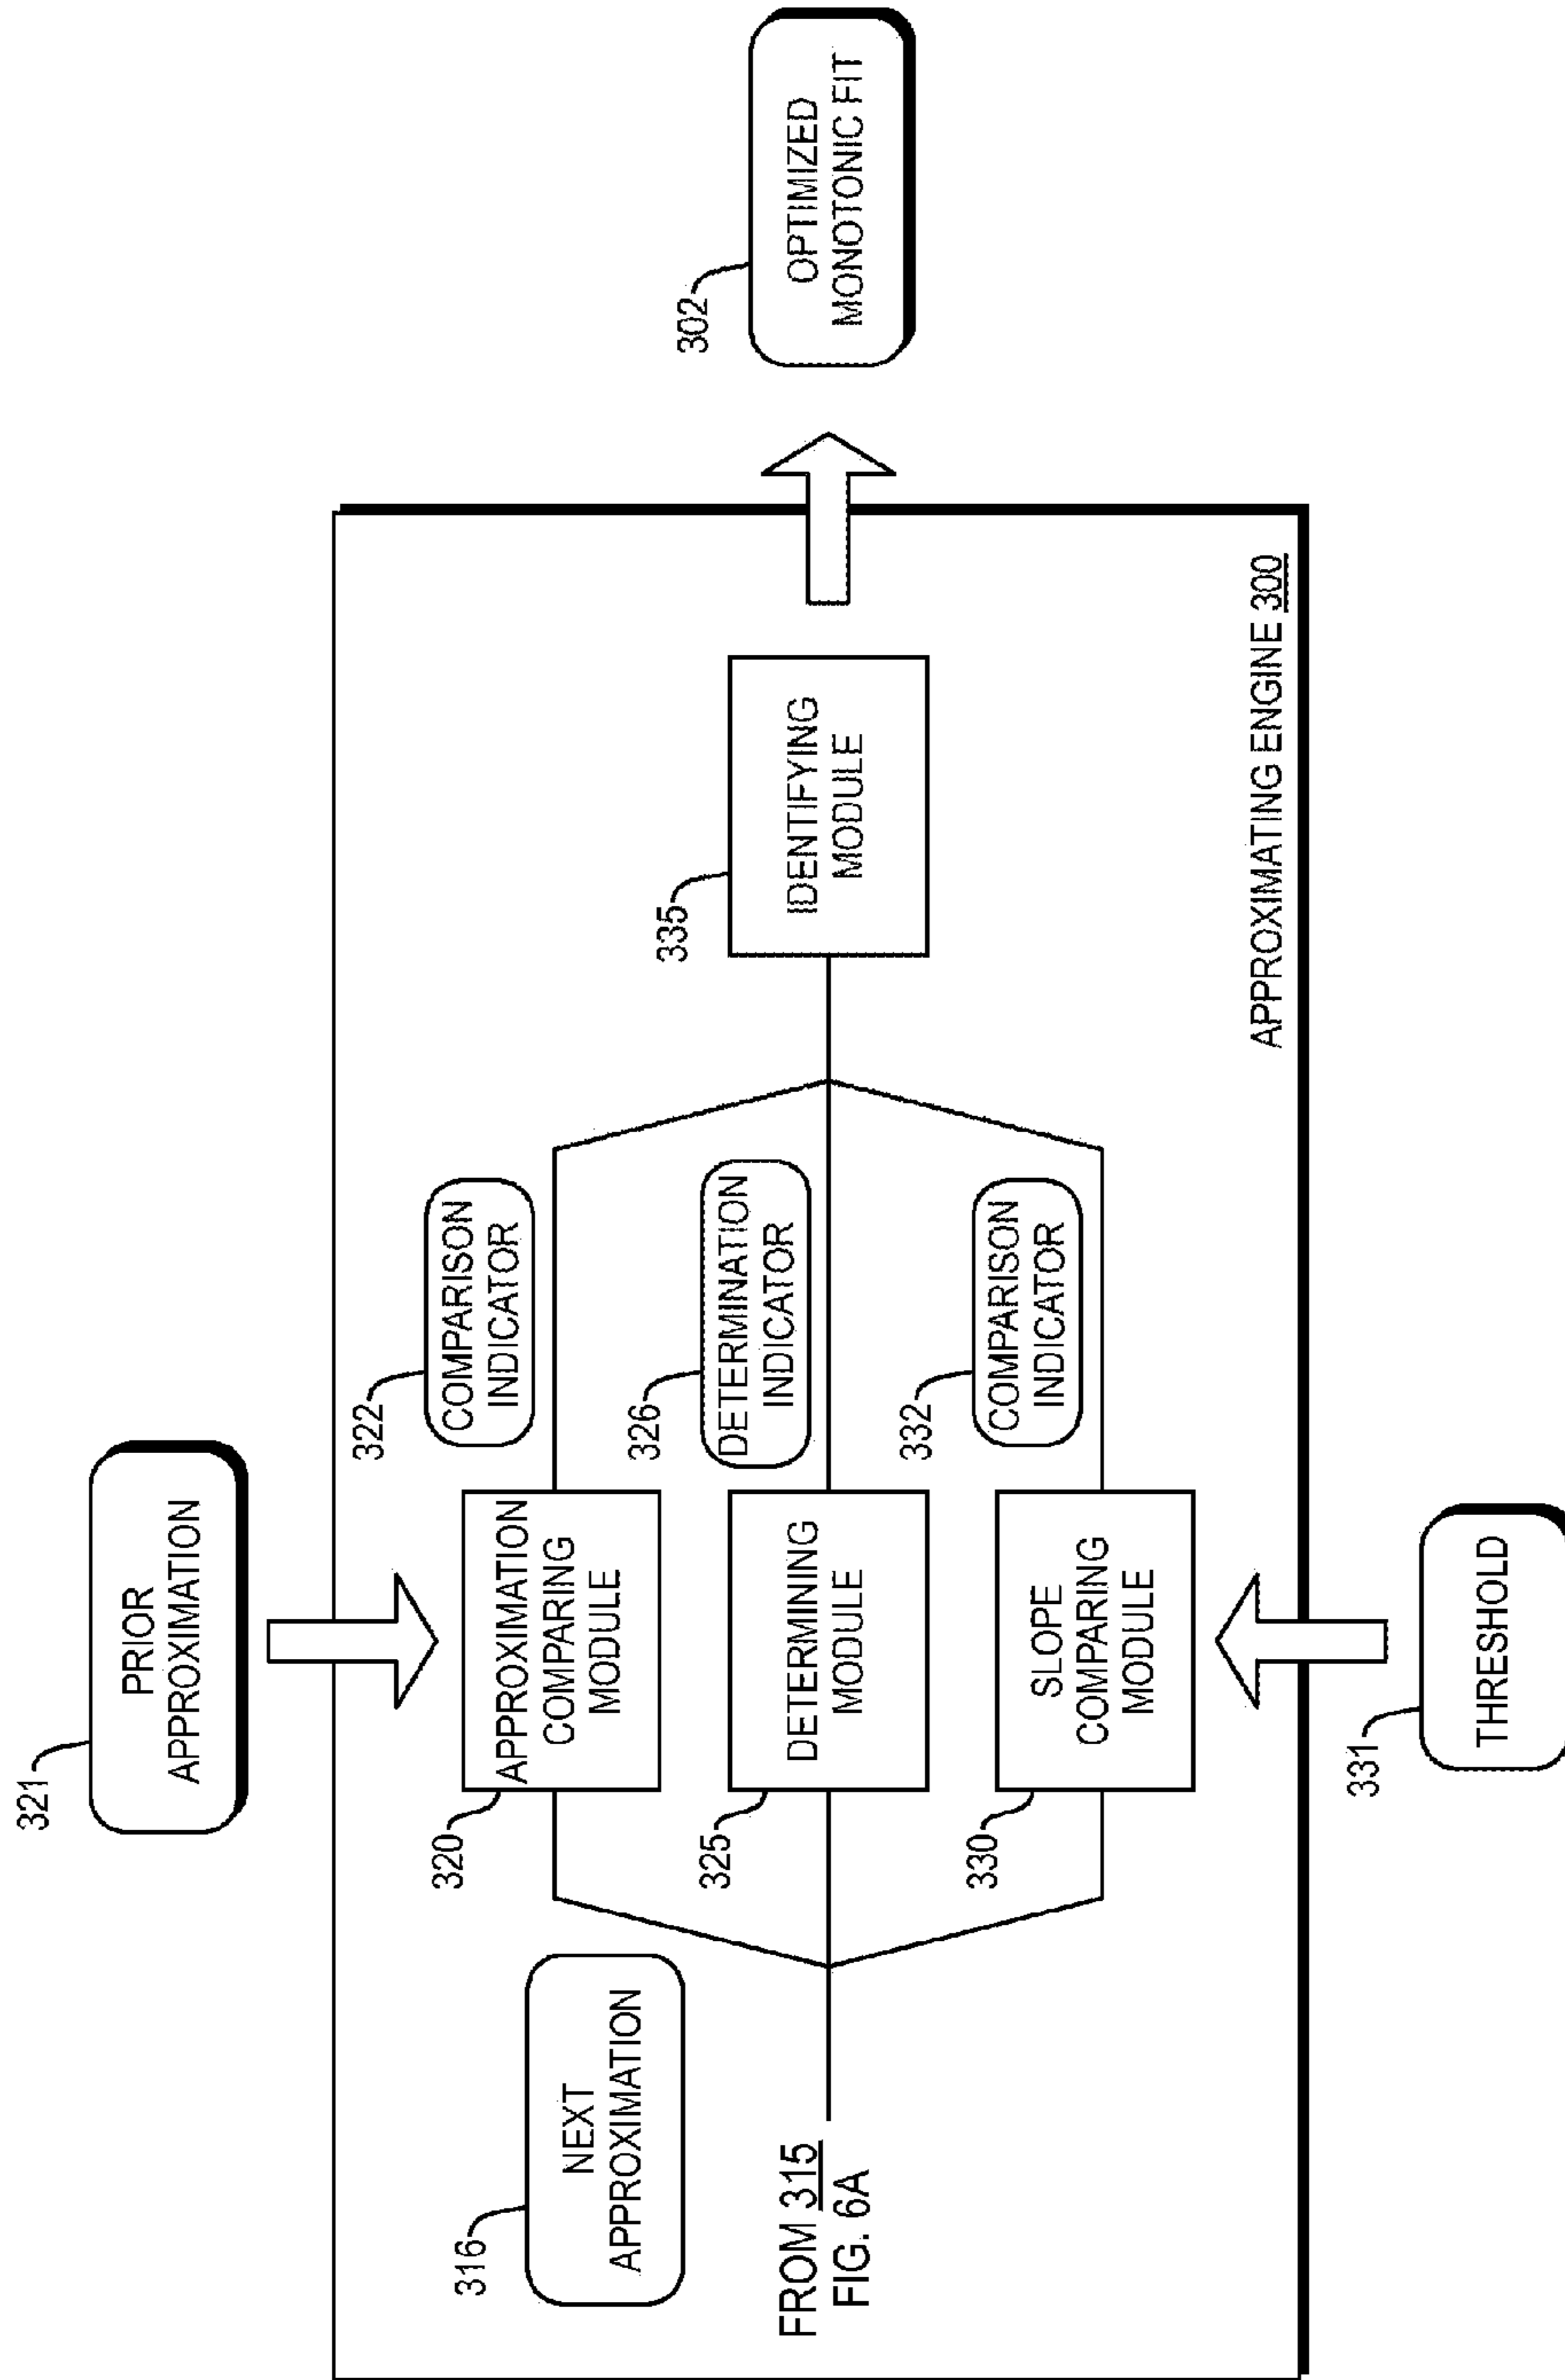 321
PRIOR
APPROXIMATION
316
NEXT
APPROXIMATION
FROM 315
FIG. 6A
320
APPROXIMATION
COMPARING
MODULE
322
COMPARISON
INDICATOR
325
DETERMINING
MODULE
326
DETERMINATION
INDICATOR
330
SLOPE
COMPARING
MODULE
332
COMPARISON
INDICATOR
335
IDENTIFYING
MODULE
302
OPTIMIZED
MONOTONIC FIT
APPROXIMATING ENGINE 300
331
THRESHOLD